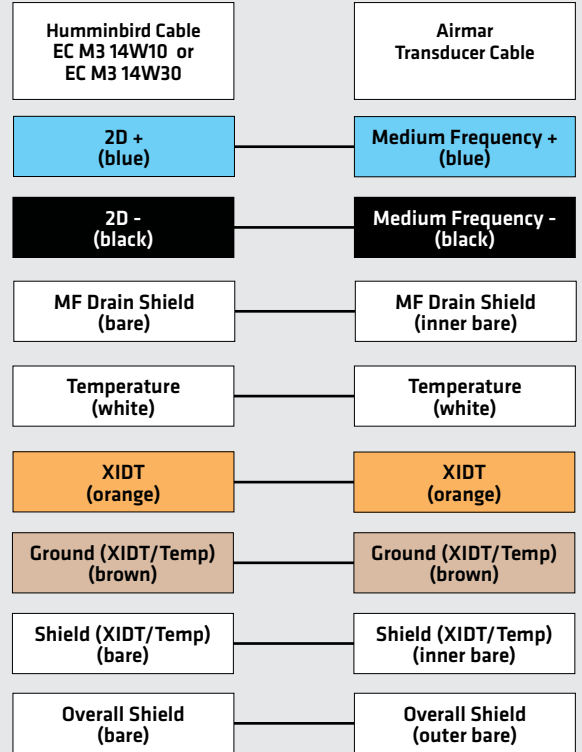 Humminbird Cable
EC M3 14W10 or
EC M3 14W30
Airmar
Transducer Cable
2D +
(blue)
Medium Frequency +
(blue)
2D -
(black)
Medium Frequency -
(black)
MF Drain Shield
(bare)
MF Drain Shield
(inner bare)
Temperature
(white)
Temperature
(white)
XIDT
(orange)
XIDT
(orange)
Ground (XIDT/Temp)
(brown)
Ground (XIDT/Temp)
(brown)
Shield (XIDT/Temp)
(bare)
Shield (XIDT/Temp)
(inner bare)
Overall Shield
(bare)
Overall Shield
(outer bare)